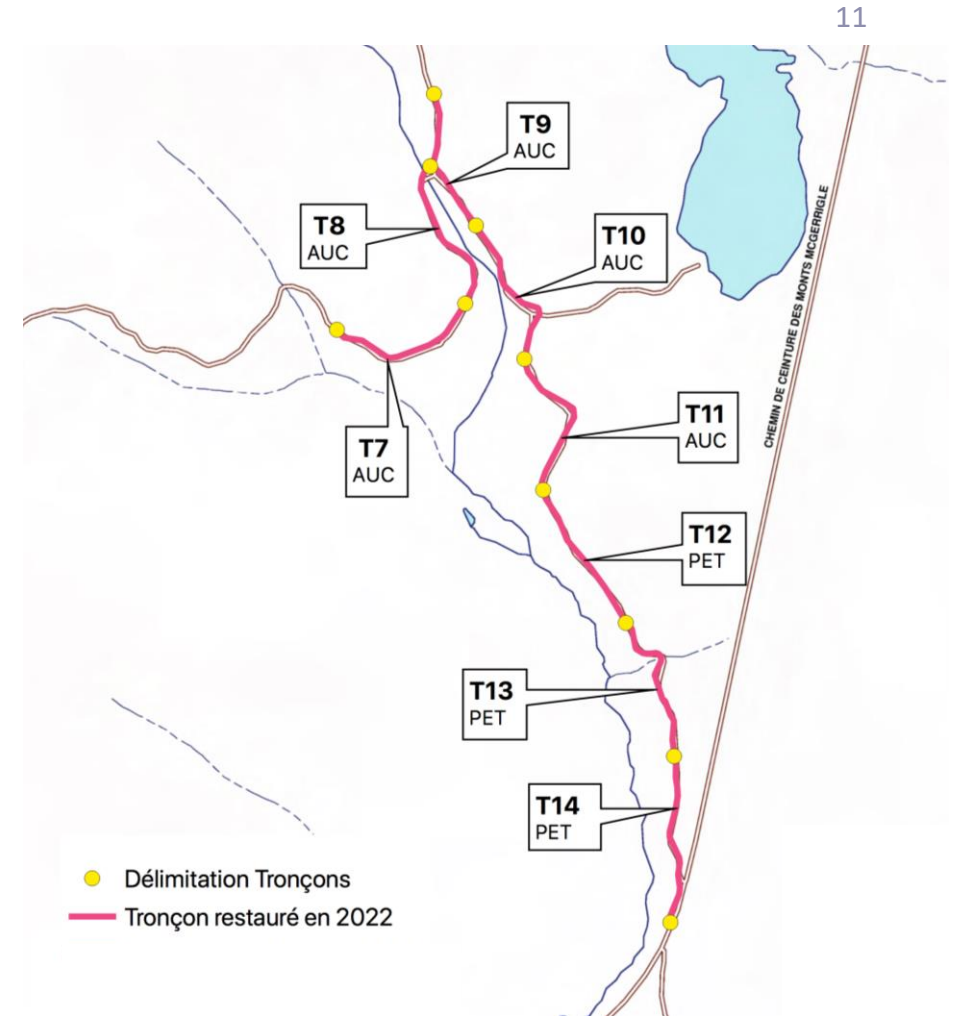 11
T9
AUC
T8
AUC
T10
AUC
CHEMIN DE CEINTURE DES MONTS MCGERRIGLE
T7
AUC
T11
AUC
T12
PET
T13
PET
T14
PET
Délimitation Tronçons
Tronçon restauré en 2022